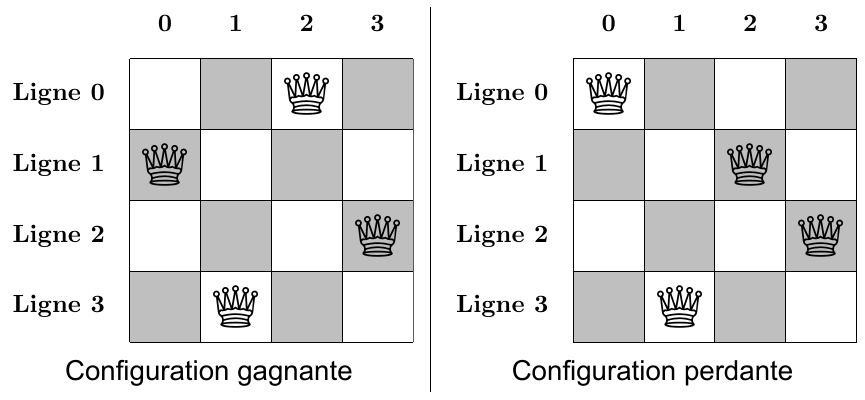 0 1 2 3
Ligne 0
Ligne 1
Ligne 2
Ligne 3
Configuration gagnante
0 1 2 3
Ligne 0
Ligne 1
Ligne 2
Ligne 3
Configuration perdante